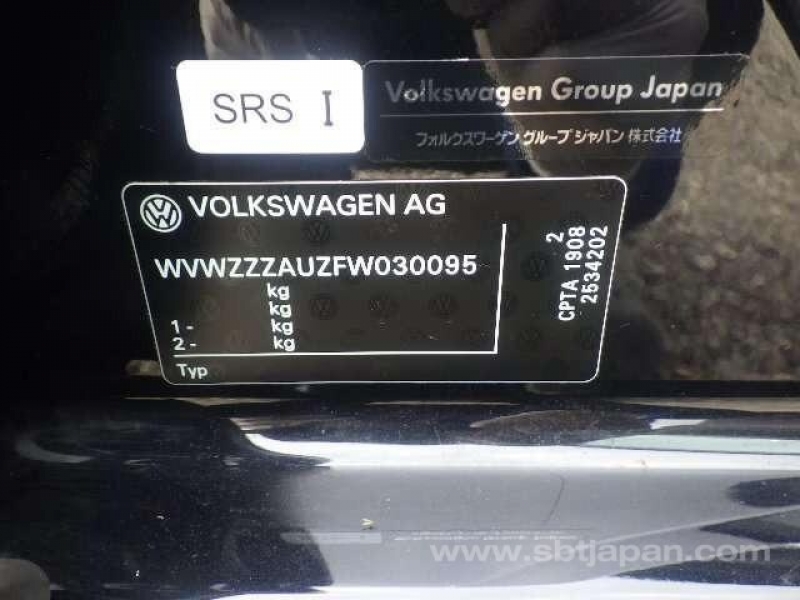 SRS I
Volkswagen Group Japan
フォルクスワーゲン グループ ジャパン 株式会社
VOLKSWAGEN AG
WVWZZZAUZFW030095
kg
kg
1 - kg
2 - kg
Typ
2
CPTA 1908
2534202
www.sbtjapan.com